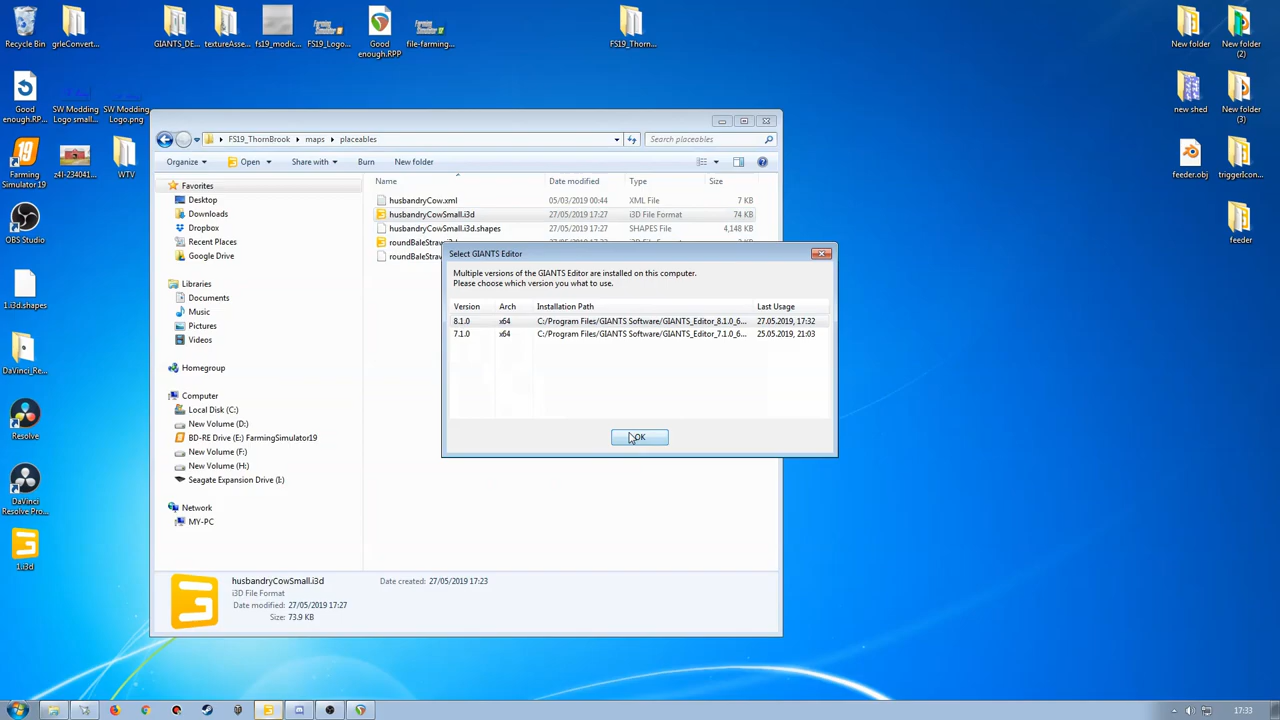 Recycle Bin
grleConvert...
GIANTS_DE...
textureAsse...
fs19_modic...
FS19_Logo...
Good
enough.RPP
file-farming...
FS19_Thorn...
New folder
New folder
(2)
Good
enough.RP...
SW Modding
Logo small...
SW Modding
Logo.png
new shed
New folder
(3)
Farming
Simulator 19
z4l-234041...
WTV
feeder.obj
triggerIcon...
OBS Studio
feeder
1.i3d.shapes
DaVinci_Re...
Resolve
DaVinci
Resolve Pro...
1.i3d
FS19_ThornBrook
maps
placeables
Search placeables
Organize
Open
Share with
Burn
New folder
Favorites
Desktop
Downloads
Dropbox
Recent Places
Google Drive
Libraries
Documents
Music
Pictures
Videos
Homegroup
Computer
Local Disk (C:)
New Volume (D:)
BD-RE Drive (E:) FarmingSimulator19
New Volume (F:)
New Volume (H:)
Seagate Expansion Drive (I:)
Network
MY-PC
Name Date modified Type Size
husbandryCow.xml 05/03/2019 00:44 XML File 7 KB
husbandryCowSmall.i3d 27/05/2019 17:27 i3D File Format 74 KB
husbandryCowSmall.i3d.shapes 27/05/2019 17:27 SHAPES File 4,148 KB
Select GIANTS Editor
Multiple versions of the GIANTS Editor are installed on this computer.
Please choose which version you what to use.
Version Arch Installation Path Last Usage
8.1.0 x64 C:/Program Files/GIANTS Software/GIANTS_Editor_8.1.0_6... 27.05.2019, 17:32
7.1.0 x64 C:/Program Files/GIANTS Software/GIANTS_Editor_7.1.0_6... 25.05.2019, 21:03
OK
husbandryCowSmall.i3d Date created: 27/05/2019 17:23
i3D File Format
Date modified: 27/05/2019 17:27
Size: 73.9 KB
17:33